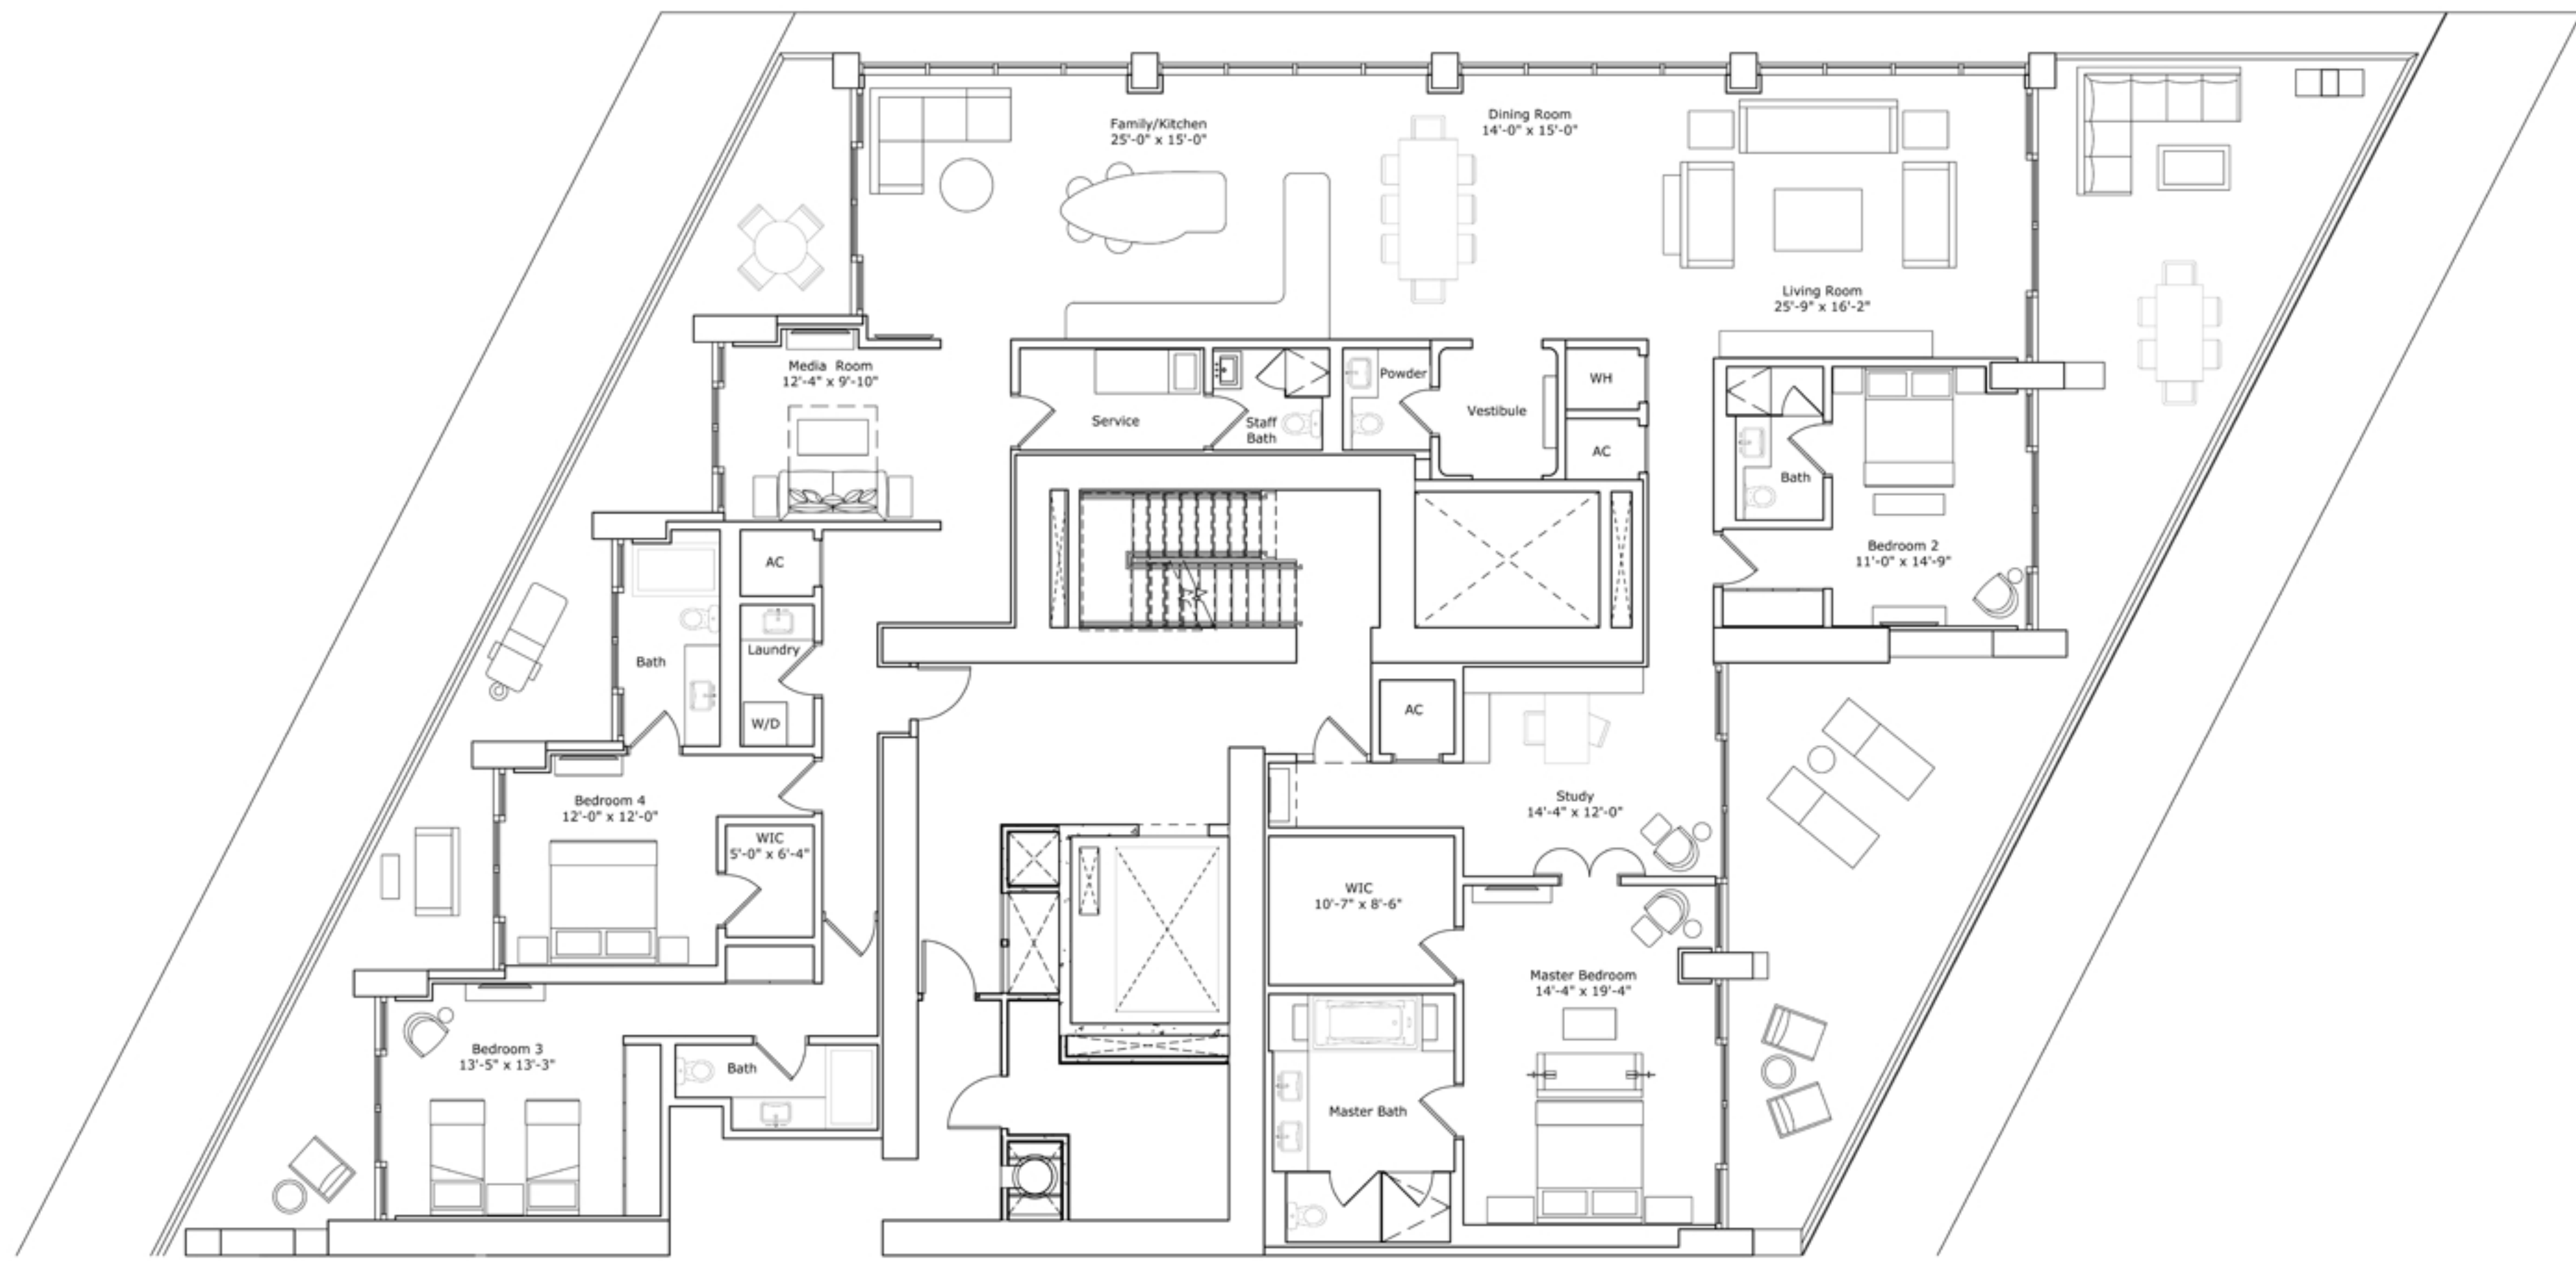 Family/Kitchen
25'-0" x 15'-0"
Dining Room
14'-0" x 15'-0"
Living Room
25'-9" x 16'-2"
Media Room
12'-4" x 9'-10"
Service
Staff
Bath
Powder
Vestibule
WH
AC
Bath
Bedroom 2
11'-0" x 14'-9"
AC
Laundry
W/D
Bath
AC
Bedroom 4
12'-0" x 12'-0"
WIC
5'-0" x 6'-4"
Study
14'-4" x 12'-0"
WIC
10'-7" x 8'-6"
Master Bedroom
14'-4" x 19'-4"
Bedroom 3
13'-5" x 13'-3"
Bath
Master Bath